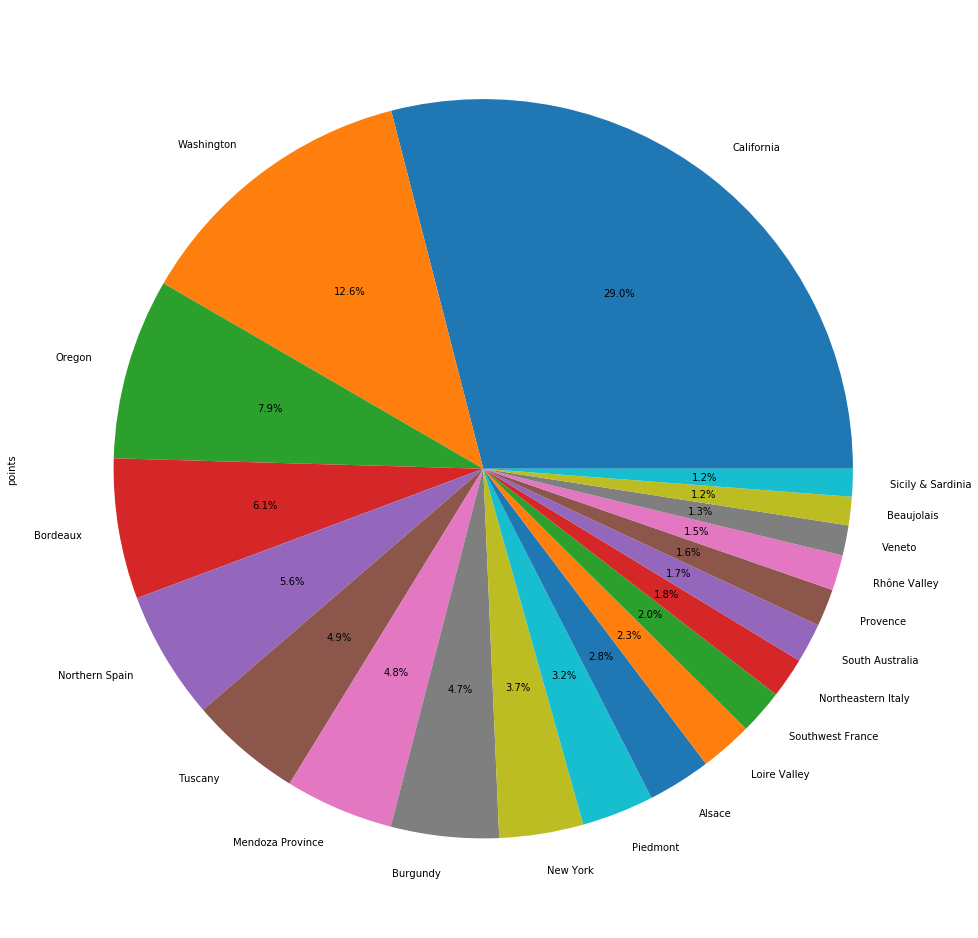 California
29.0%
Washington
12.6%
Oregon
7.9%
Bordeaux
6.1%
Northern Spain
5.6%
Tuscany
4.9%
Mendoza Province
4.8%
Burgundy
4.7%
New York
3.7%
Piedmont
3.2%
Alsace
2.8%
Loire Valley
2.3%
Southwest France
2.0%
Northeastern Italy
1.8%
South Australia
1.7%
Provence
1.6%
Rhône Valley
1.5%
Veneto
1.3%
Beaujolais
1.2%
Sicily & Sardinia
1.2%
points